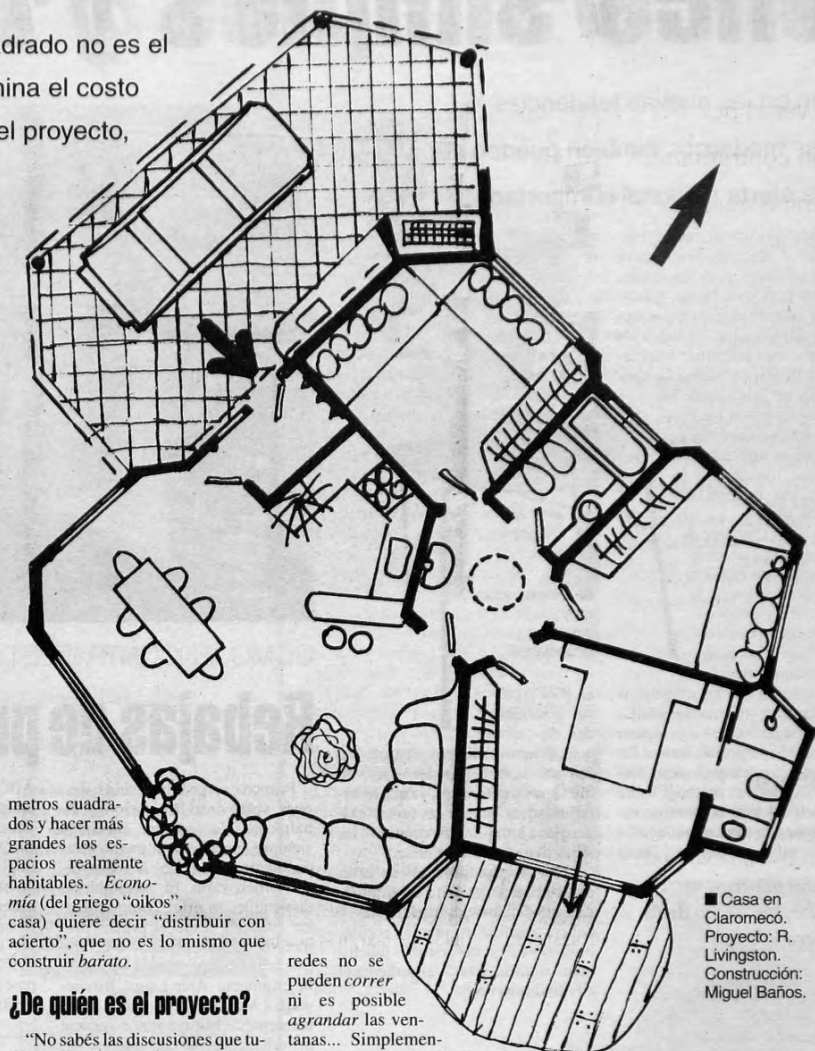 drado no es el
nina el costo
el proyecto,
metros cuadra-
dos y hacer más
grandes los es-
pacios realmente
habitables. Econo-
mía (del griego “oikos”,
casa) quiere decir “distribuir con
acierto”, que no es lo mismo que
construir barato.
¿De quién es el proyecto?
“No sabés las discusiones que tu-
redes no se
pueden correr
ni es posible
agrandar las ven-
tanas... Simplemen-
■ Casa en
Claromecó.
Proyecto: R.
Livingston.
Construcción:
Miguel Baños.